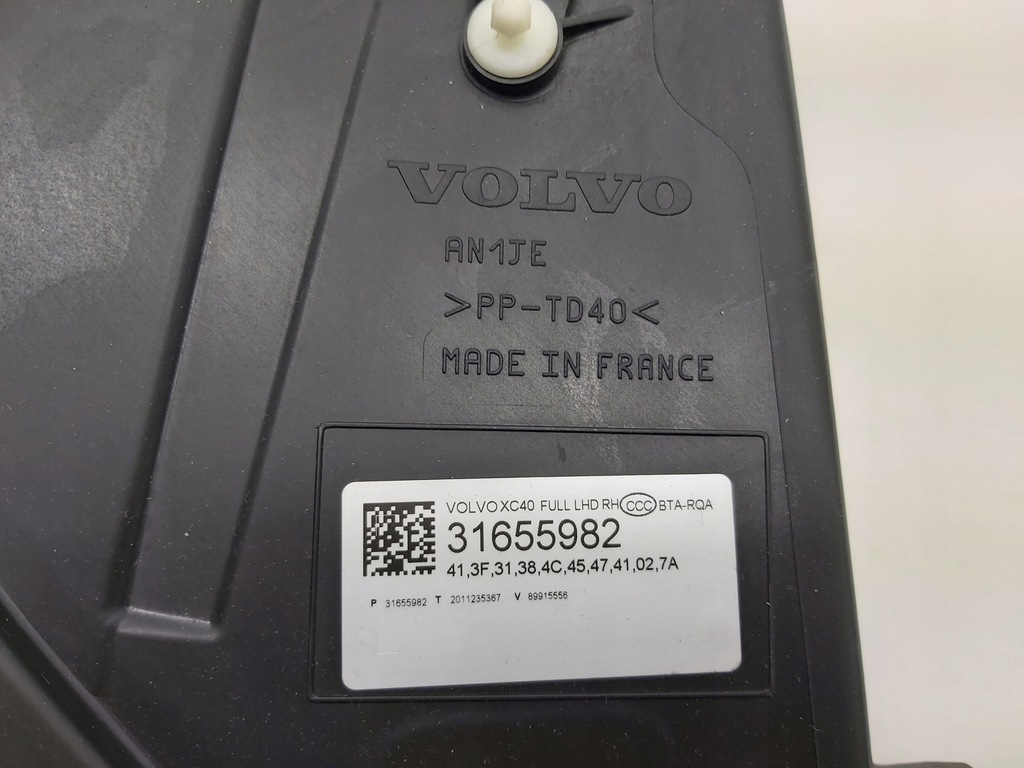 VOLVO
AN1JE
>PP-TD40<
MADE IN FRANCE
VOLVO XC40 FULL LHD RH CCC BTA-RQA
31655982
41,3F,31,38,4C,45,47,41,02,7A
P 31655982 T 2011235367 V 89915556